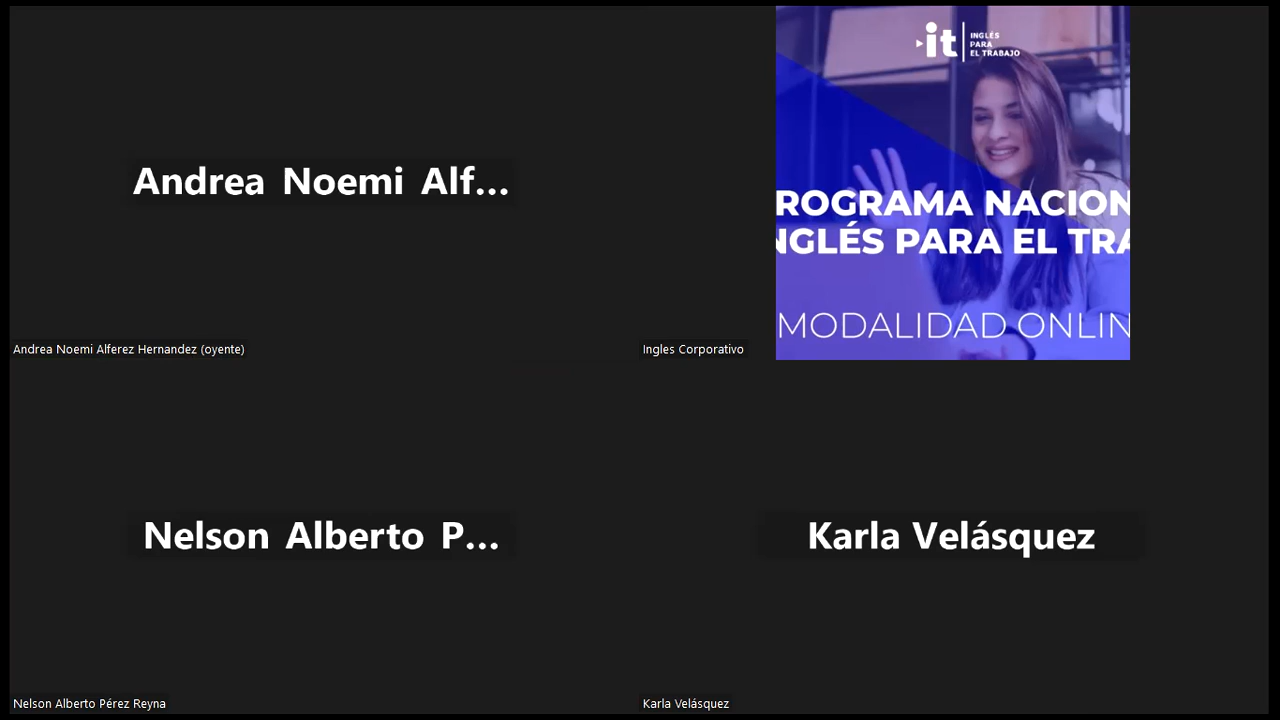 Andrea Noemi Alf...
Andrea Noemi Alferez Hernandez (oyente)
it
INGLÉS
PARA
EL TRABAJO
ROGRAMA NACION
NGLÉS PARA EL TRA
MODALIDAD ONLIN
Ingles Corporativo
Nelson Alberto P...
Nelson Alberto Pérez Reyna
Karla Velásquez
Karla Velásquez